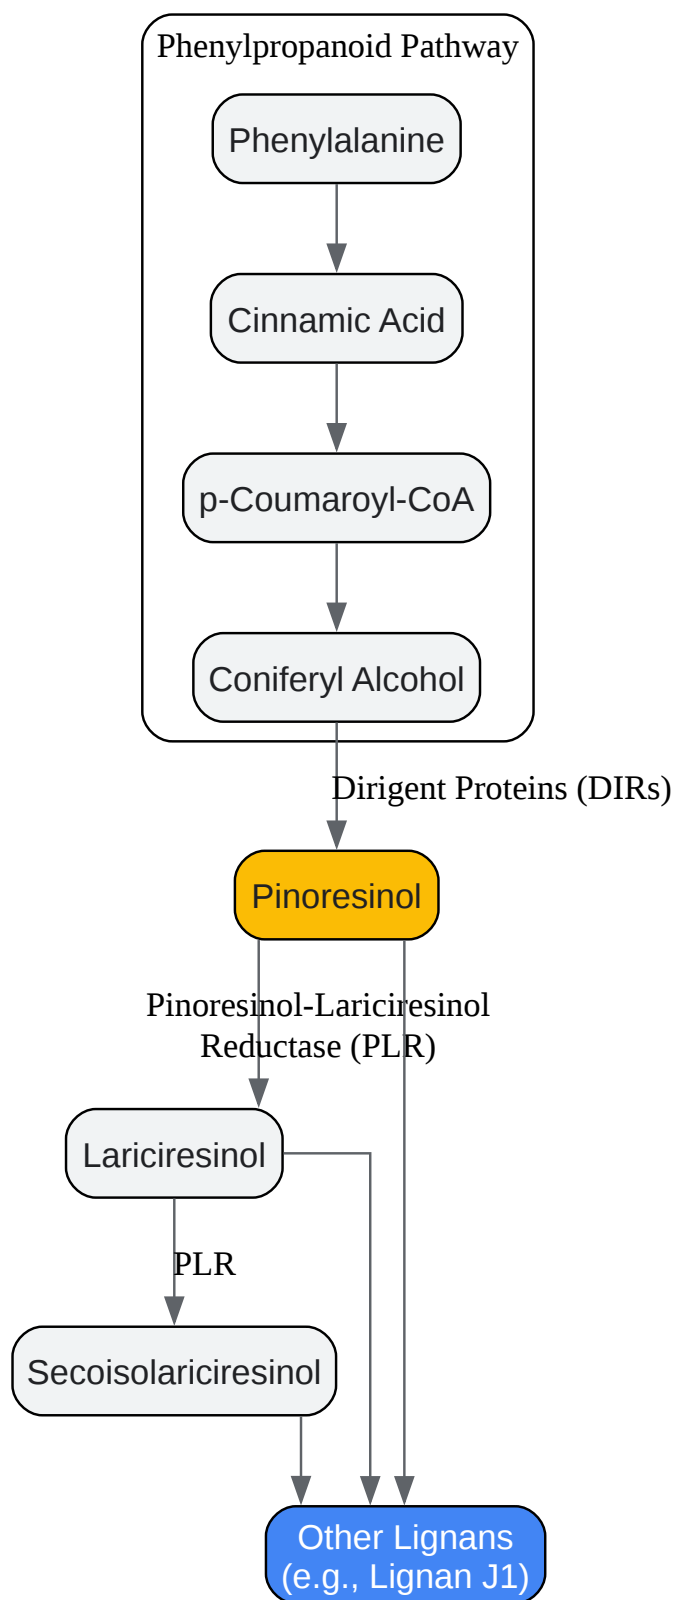 Phenylpropanoid Pathway
Phenylalanine
Cinnamic Acid
p-Coumaroyl-CoA
Coniferyl Alcohol
Dirigent Proteins (DIRs)
Pinoresinol
Pinoresinol-Lariciresinol
Reductase (PLR)
Lariciresinol
PLR
Secoisolariciresinol
Other Lignans
(e.g., Lignan J1)